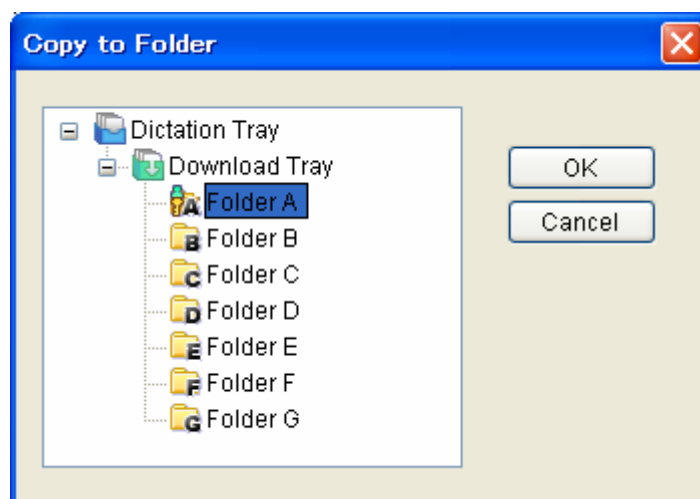 Copy to Folder
Dictation Tray
Download Tray
A Folder A
B Folder B
C Folder C
D Folder D
E Folder E
F Folder F
G Folder G
OK
Cancel